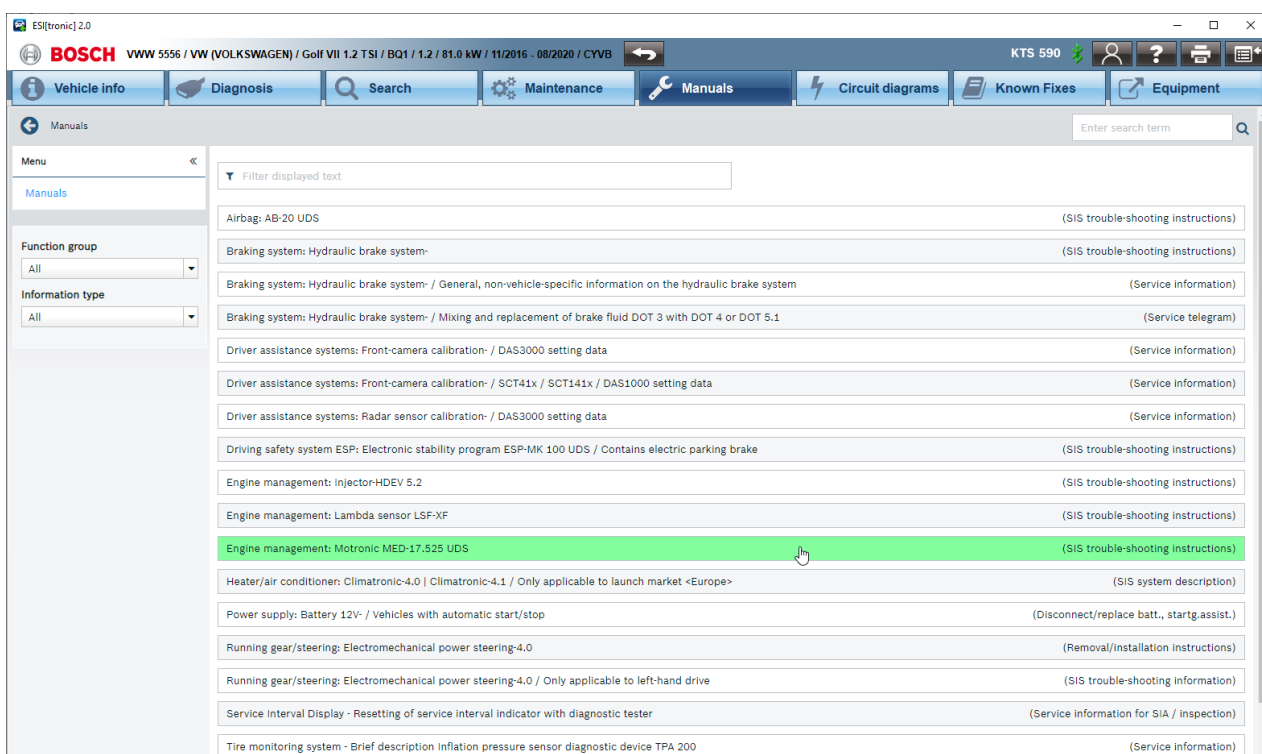 ESI[tronic] 2.0
BOSCH VWW 5556 / VW (VOLKSWAGEN) / Golf VII 1.2 TSI / BQ1 / 1.2 / 81.0 kW / 11/2016 - 08/2020 / CYVB KTS 590
Vehicle info Diagnosis Search Maintenance Manuals Circuit diagrams Known Fixes Equipment
Manuals Enter search term
Menu «
Manuals
Function group
All
Information type
All
Filter displayed text
Airbag: AB-20 UDS (SIS trouble-shooting instructions)
Braking system: Hydraulic brake system- (SIS trouble-shooting instructions)
Braking system: Hydraulic brake system- / General, non-vehicle-specific information on the hydraulic brake system (Service information)
Braking system: Hydraulic brake system- / Mixing and replacement of brake fluid DOT 3 with DOT 4 or DOT 5.1 (Service telegram)
Driver assistance systems: Front-camera calibration- / DAS3000 setting data (Service information)
Driver assistance systems: Front-camera calibration- / SCT41x / SCT141x / DAS1000 setting data (Service information)
Driver assistance systems: Radar sensor calibration- / DAS3000 setting data (Service information)
Driving safety system ESP: Electronic stability program ESP-MK 100 UDS / Contains electric parking brake (SIS trouble-shooting instructions)
Engine management: Injector-HDEV 5.2 (SIS trouble-shooting instructions)
Engine management: Lambda sensor LSF-XF (SIS trouble-shooting instructions)
Engine management: Motronic MED-17.525 UDS (SIS trouble-shooting instructions)
Heater/air conditioner: Climatronic-4.0 | Climatronic-4.1 / Only applicable to launch market <Europe> (SIS system description)
Power supply: Battery 12V- / Vehicles with automatic start/stop (Disconnect/replace batt., startg.assist.)
Running gear/steering: Electromechanical power steering-4.0 (Removal/installation instructions)
Running gear/steering: Electromechanical power steering-4.0 / Only applicable to left-hand drive (SIS trouble-shooting information)
Service Interval Display - Resetting of service interval indicator with diagnostic tester (Service information for SIA / inspection)
Tire monitoring system - Brief description Inflation pressure sensor diagnostic device TPA 200 (Service information)